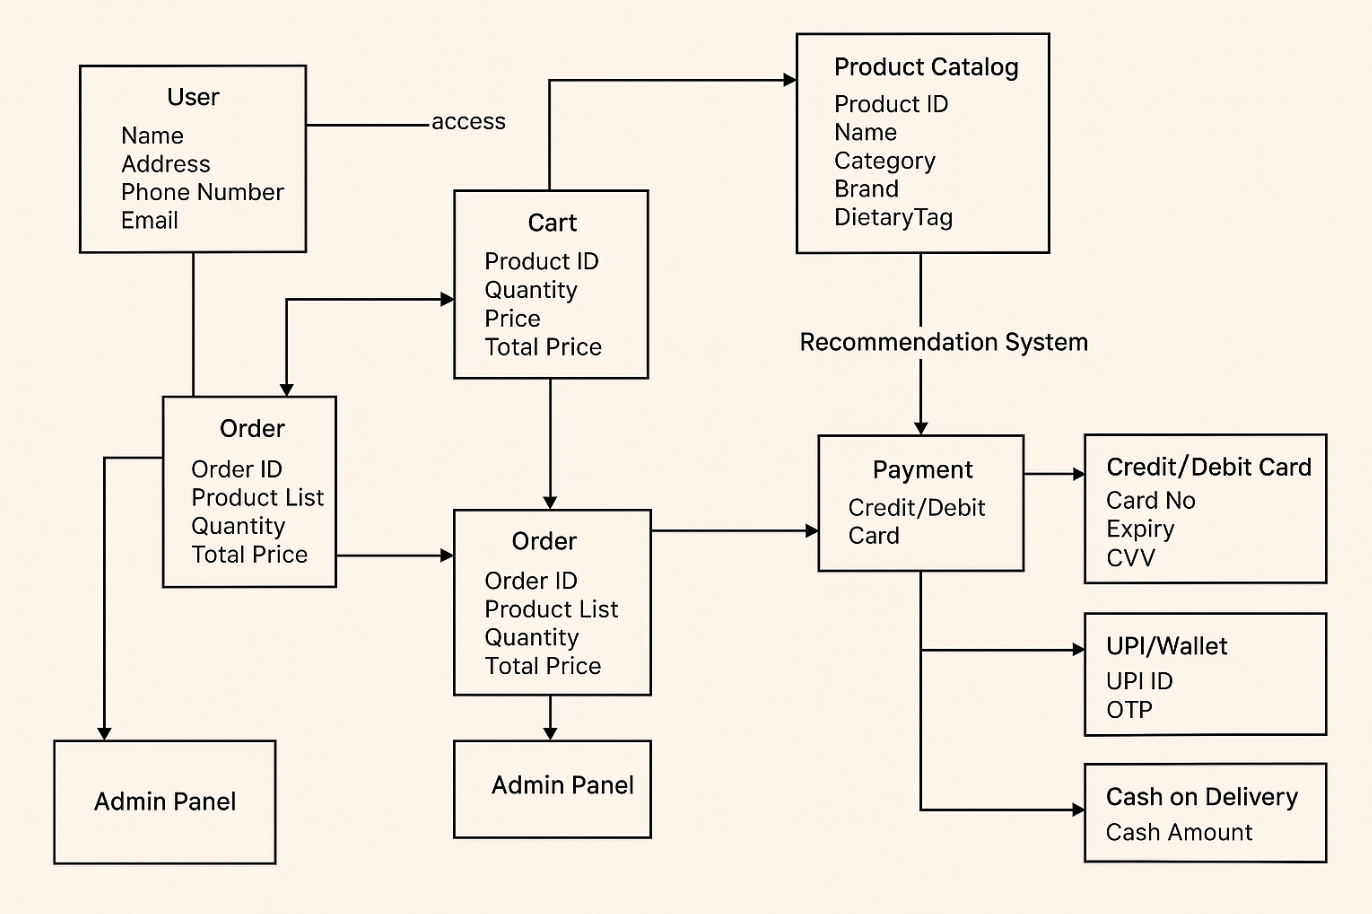 User
Name
Address
Phone Number
Email
access
Product Catalog
Product ID
Name
Category
Brand
DietaryTag
Cart
Product ID
Quantity
Price
Total Price
Recommendation System
Order
Order ID
Product List
Quantity
Total Price
Order
Order ID
Product List
Quantity
Total Price
Payment
Credit/Debit
Card
Credit/Debit Card
Card No
Expiry
CVV
UPI/Wallet
UPI ID
OTP
Cash on Delivery
Cash Amount
Admin Panel
Admin Panel